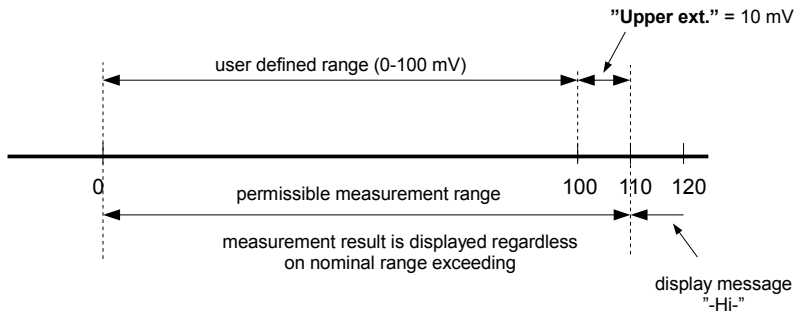 "Upper ext." = 10 mV
user defined range (0-100 mV)
0 100 110 120
permissible measurement range
measurement result is displayed regardless
on nominal range exceeding
display message
"-Hi-"